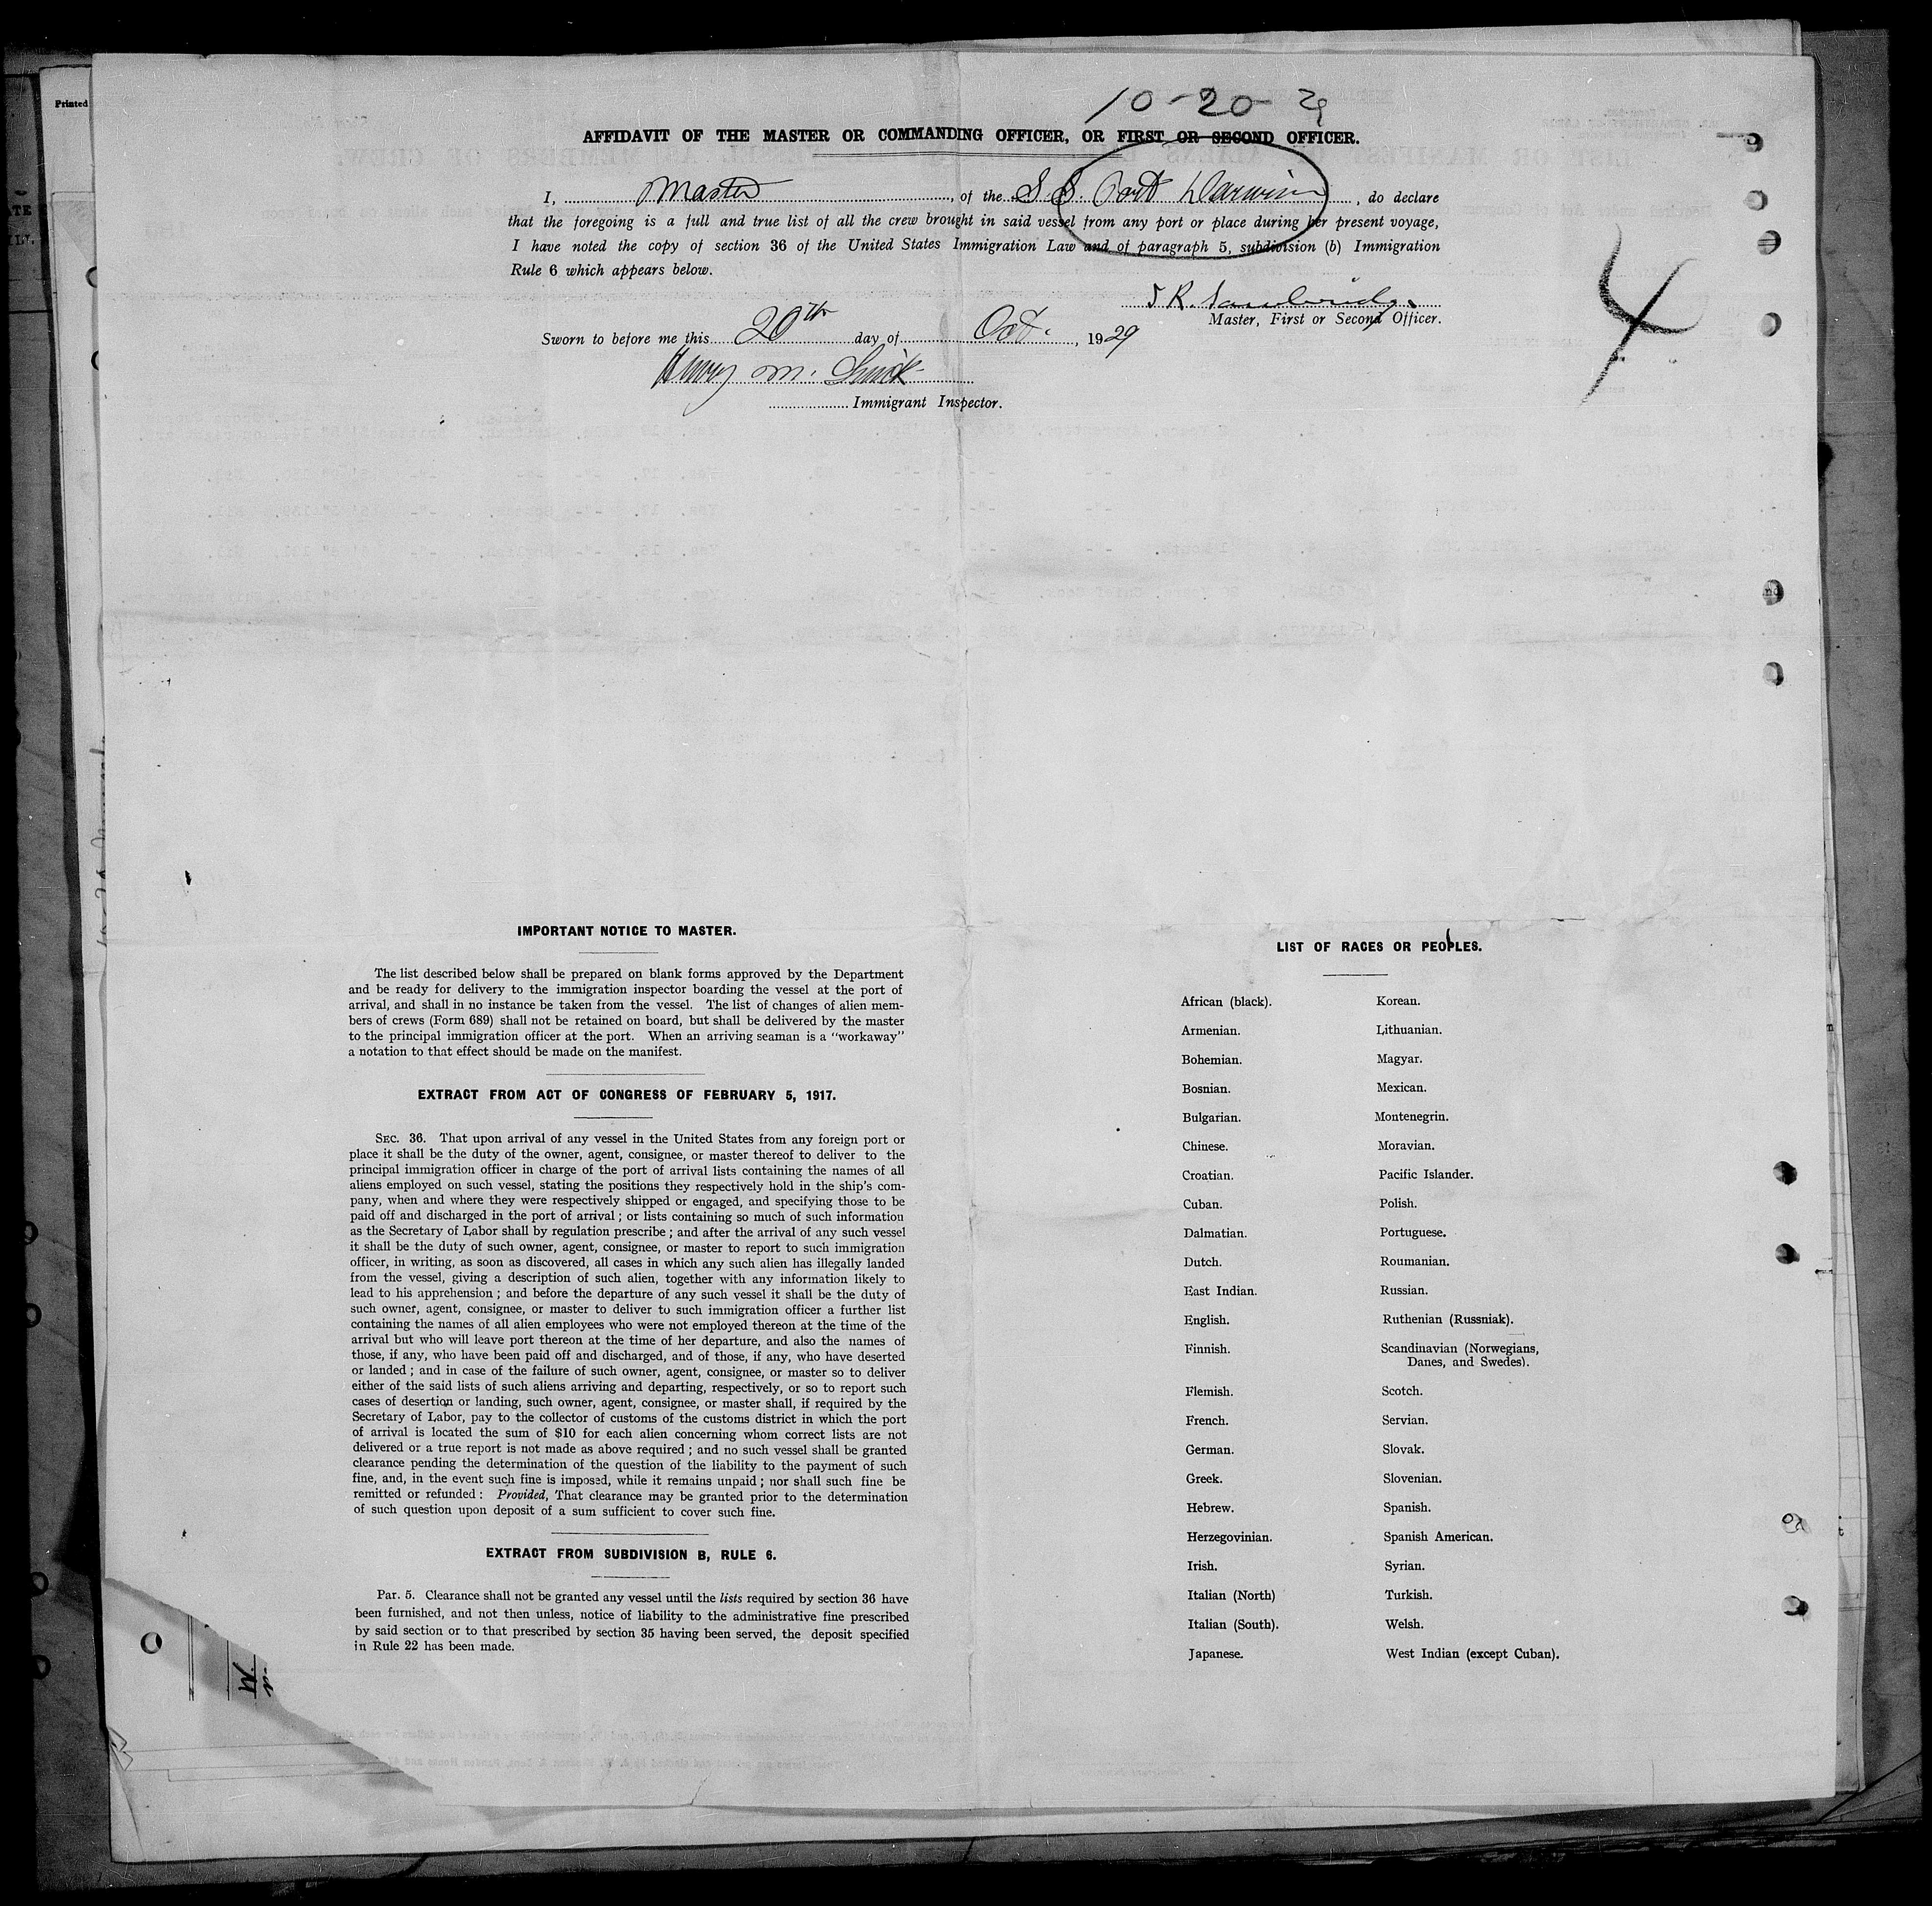 Printed
10-20-29
AFFIDAVIT OF THE MASTER OR COMMANDING OFFICER, OR FIRST OR SECOND OFFICER.
I, Master, of the S.S. Port Darwin, do declare
that the foregoing is a full and true list of all the crew brought in said vessel from any port or place during her present voyage,
I have noted the copy of section 36 of the United States Immigration Law and of paragraph 5, subdivision (b) Immigration
Rule 6 which appears below.
Master, First or Second Officer.
Sworn to before me this 20th day of Oct., 1929
Henry M.
Immigrant Inspector.
4
IMPORTANT NOTICE TO MASTER.
The list described below shall be prepared on blank forms approved by the Department
and be ready for delivery to the immigration inspector boarding the vessel at the port of
arrival, and shall in no instance be taken from the vessel. The list of changes of alien mem-
bers of crews (Form 689) shall not be retained on board, but shall be delivered by the master
to the principal immigration officer at the port. When an arriving seaman is a "workaway"
a notation to that effect should be made on the manifest.
EXTRACT FROM ACT OF CONGRESS OF FEBRUARY 5, 1917.
SEC. 36. That upon arrival of any vessel in the United States from any foreign port or
place it shall be the duty of the owner, agent, consignee, or master thereof to deliver to the
principal immigration officer in charge of the port of arrival lists containing the names of all
aliens employed on such vessel, stating the positions they respectively hold in the ship's com-
pany, when and where they were respectively shipped or engaged, and specifying those to be
paid off and discharged in the port of arrival; or lists containing so much of such information
as the Secretary of Labor shall by regulation prescribe; and after the arrival of any such vessel
it shall be the duty of such owner, agent, consignee, or master to report to such immigration
officer, in writing, as soon as discovered, all cases in which any such alien has illegally landed
from the vessel, giving a description of such alien, together with any information likely to
lead to his apprehension; and before the departure of any such vessel it shall be the duty of
such owner, agent, consignee, or master to deliver to such immigration officer a further list
containing the names of all alien employees who were not employed thereon at the time of the
arrival but who will leave port thereon at the time of her departure, and also the names of
those, if any, who have been paid off and discharged, and of those, if any, who have deserted
or landed; and in case of the failure of such owner, agent, consignee, or master so to deliver
either of the said lists of such aliens arriving and departing, respectively, or so to report such
cases of desertion or landing, such owner, agent, consignee, or master shall, if required by the
Secretary of Labor, pay to the collector of customs of the customs district in which the port
of arrival is located the sum of $10 for each alien concerning whom correct lists are not
delivered or a true report is not made as above required; and no such vessel shall be granted
clearance pending the determination of the question of the liability to the payment of such
fine, and, in the event such fine is imposed, while it remains unpaid; nor shall such fine be
remitted or refunded: Provided, That clearance may be granted prior to the determination
of such question upon deposit of a sum sufficient to cover such fine.
EXTRACT FROM SUBDIVISION B, RULE 6.
Par. 5. Clearance shall not be granted any vessel until the lists required by section 36 have
been furnished, and not then unless, notice of liability to the administrative fine prescribed
by said section or to that prescribed by section 35 having been served, the deposit specified
in Rule 22 has been made.
LIST OF RACES OR PEOPLES.
African (black).
Armenian.
Bohemian.
Bosnian.
Bulgarian.
Chinese.
Croatian.
Cuban.
Dalmatian.
Dutch.
East Indian.
English.
Finnish.
Flemish.
French.
German.
Greek.
Hebrew.
Herzegovinian.
Irish.
Italian (North)
Italian (South).
Japanese.
Korean.
Lithuanian.
Magyar.
Mexican.
Montenegrin.
Moravian.
Pacific Islander.
Polish.
Portuguese.
Roumanian.
Russian.
Ruthenian (Russniak).
Scandinavian (Norwegians,
Danes, and Swedes).
Scotch.
Servian.
Slovak.
Slovenian.
Spanish.
Spanish American.
Syrian.
Turkish.
Welsh.
West Indian (except Cuban).